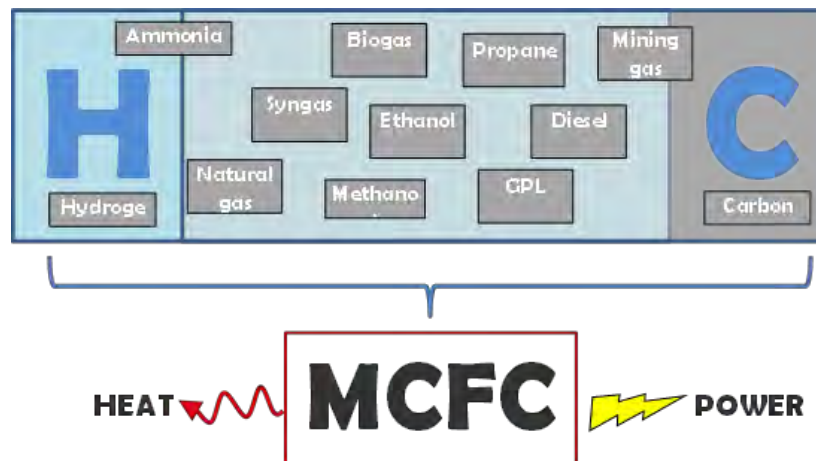 Ammonia
Biogas
Propane
Mining
gas
H
C
Syngas
Ethanol
Diesel
Natural
gas
Methano
GPL
Hydroge
Carbon
MCFC
HEAT
POWER